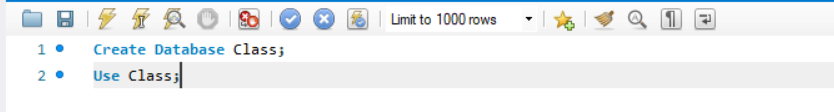 Limit to 1000 rows
1 Create Database Class;
2 Use Class;